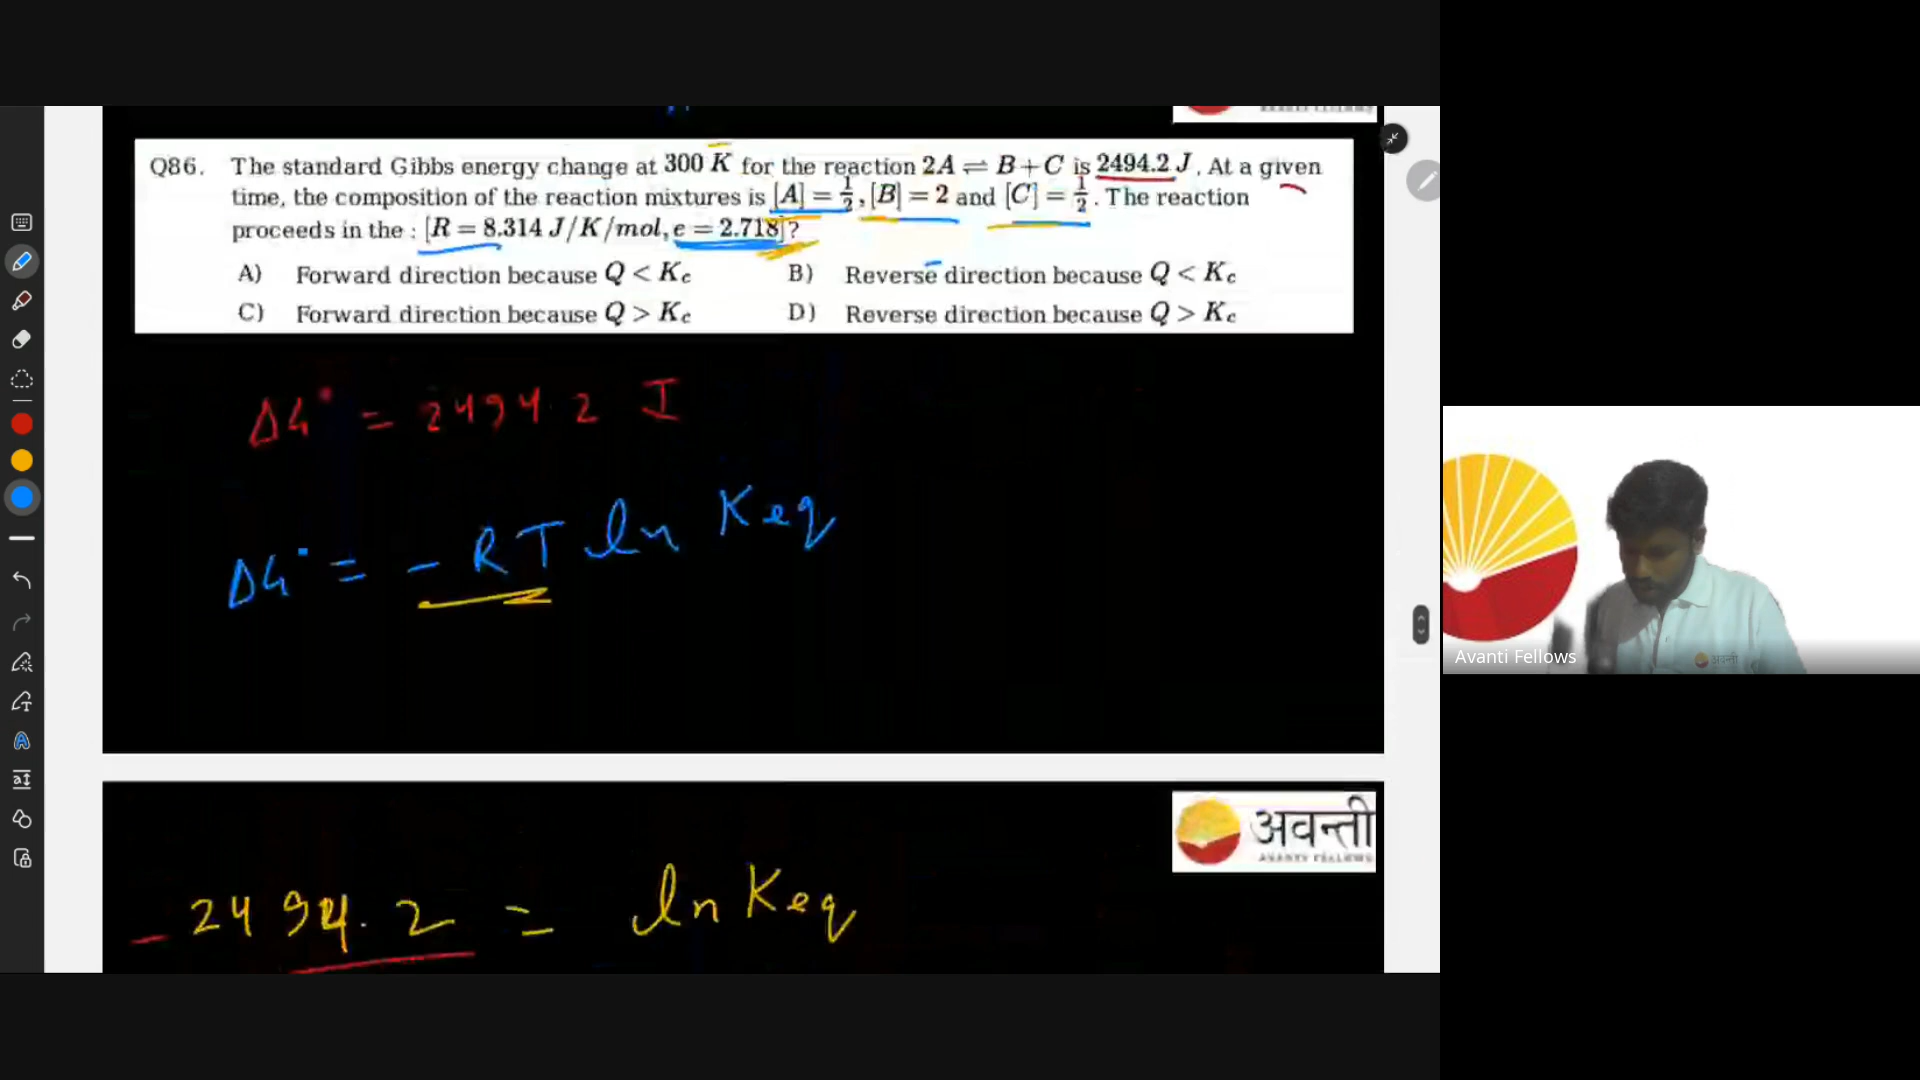 Q86. The standard Gibbs energy change at 300 K for the reaction 2A ⇌ B+C is 2494.2 J. At a given
time, the composition of the reaction mixtures is [A] = 1/2, [B] = 2 and [C] = 1/2. The reaction
proceeds in the : [R = 8.314 J/K/mol, e = 2.718]?
A) Forward direction because Q < Kc B) Reverse direction because Q < Kc
C) Forward direction because Q > Kc D) Reverse direction because Q > Kc
ΔG° = 2494.2 J
ΔG° = - RT ln Keq
Avanti Fellows
अवन्ती
AVANTI FELLOWS
- 2494.2 = ln Keq